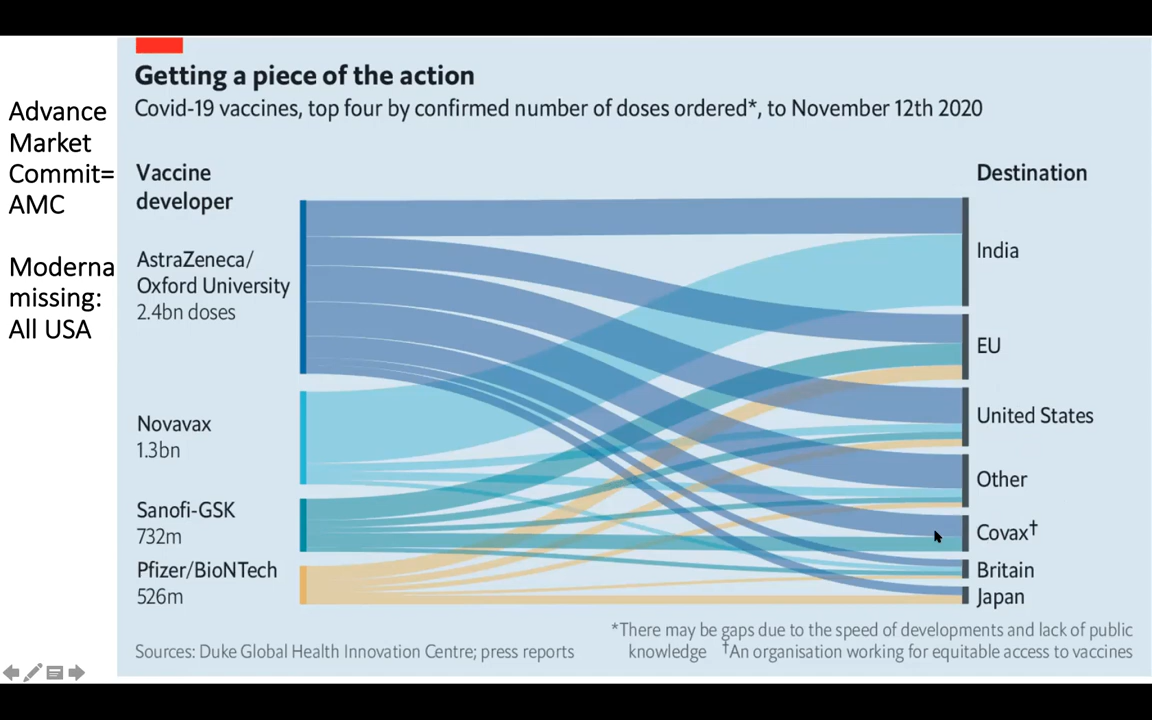 Advance
Market
Commit=
AMC
Moderna
missing:
All USA
Getting a piece of the action
Covid-19 vaccines, top four by confirmed number of doses ordered*, to November 12th 2020
Vaccine
developer
AstraZeneca/
Oxford University
2.4bn doses
Novavax
1.3bn
Sanofi-GSK
732m
Pfizer/BioNTech
526m
Destination
India
EU
United States
Other
Covax†
Britain
Japan
*There may be gaps due to the speed of developments and lack of public
knowledge †An organisation working for equitable access to vaccines
Sources: Duke Global Health Innovation Centre; press reports